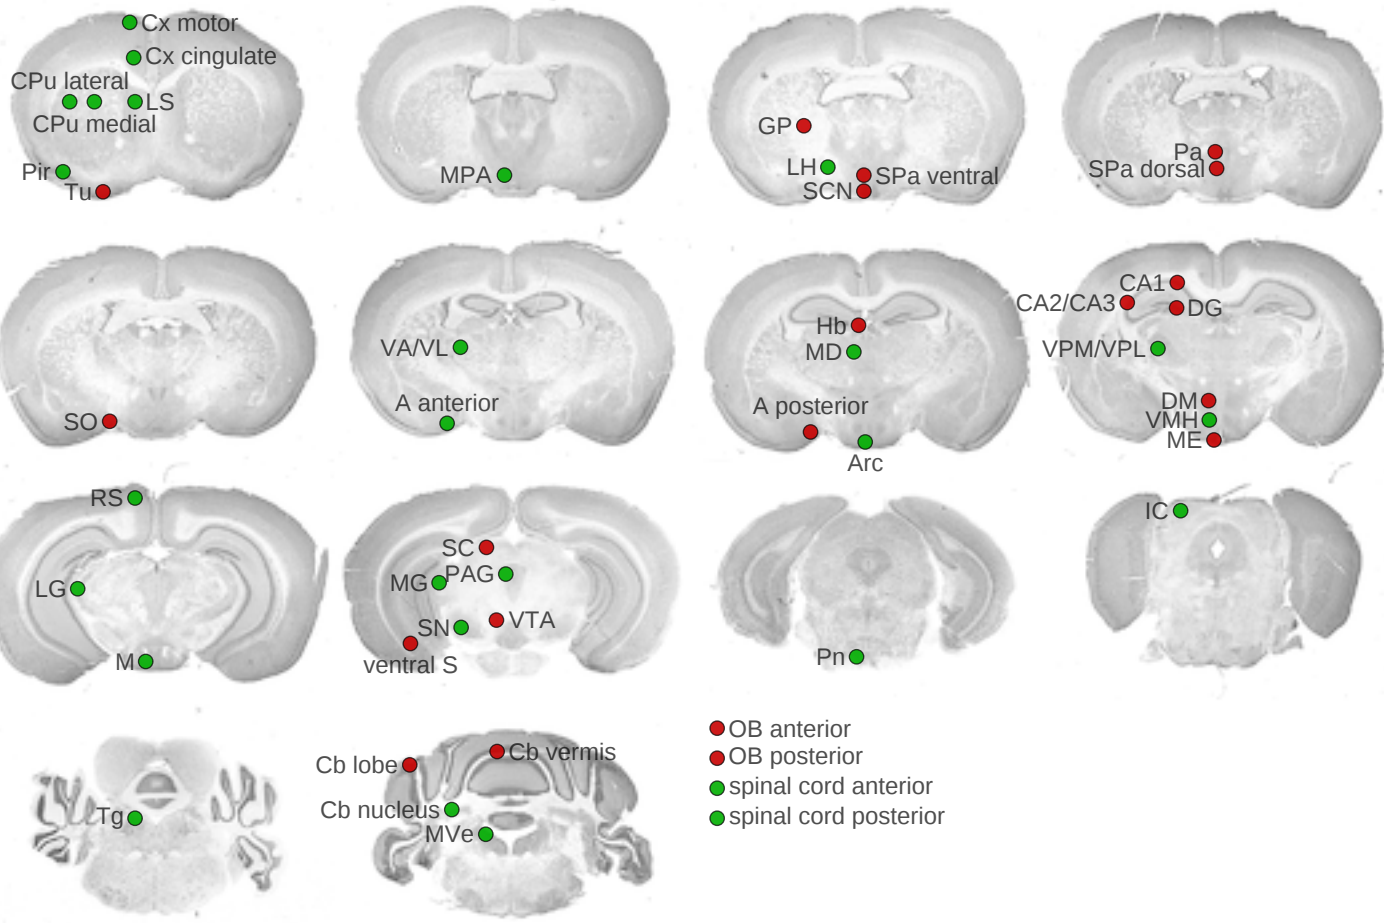 Cx motor
Cx cingulate
CPu lateral
LS
CPu medial
Pir
Tu
MPA
GP
LH
SPa ventral
SCN
Pa
SPa dorsal
SO
VA/VL
A anterior
Hb
MD
A posterior
Arc
CA1
CA2/CA3
DG
VPM/VPL
DM
VMH
ME
RS
LG
M
SC
MG
PAG
SN
VTA
ventral S
Pn
IC
Tg
Cb lobe
Cb vermis
Cb nucleus
MVe
OB anterior
OB posterior
spinal cord anterior
spinal cord posterior